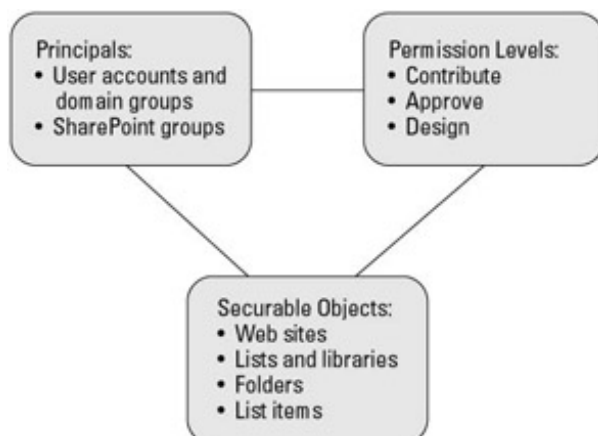 Principals:
• User accounts and
domain groups
• SharePoint groups
Permission Levels:
• Contribute
• Approve
• Design
Securable Objects:
• Web sites
• Lists and libraries
• Folders
• List items